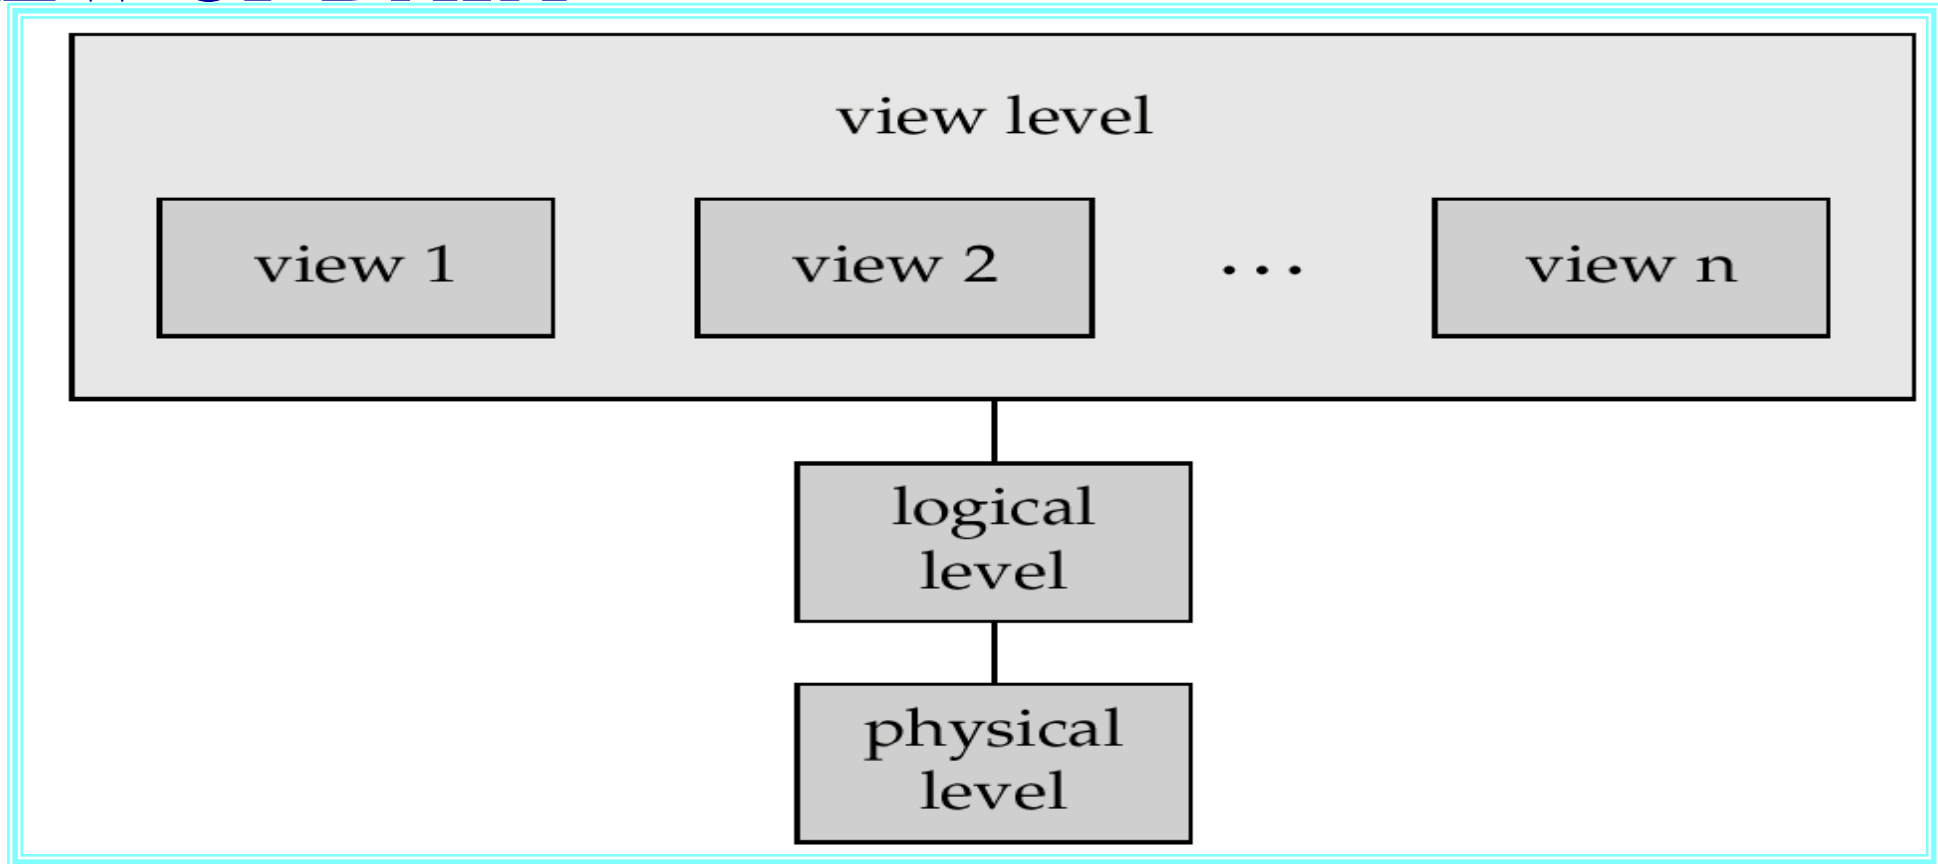 view level
view 1 view 2 ... view n
logical
level
physical
level